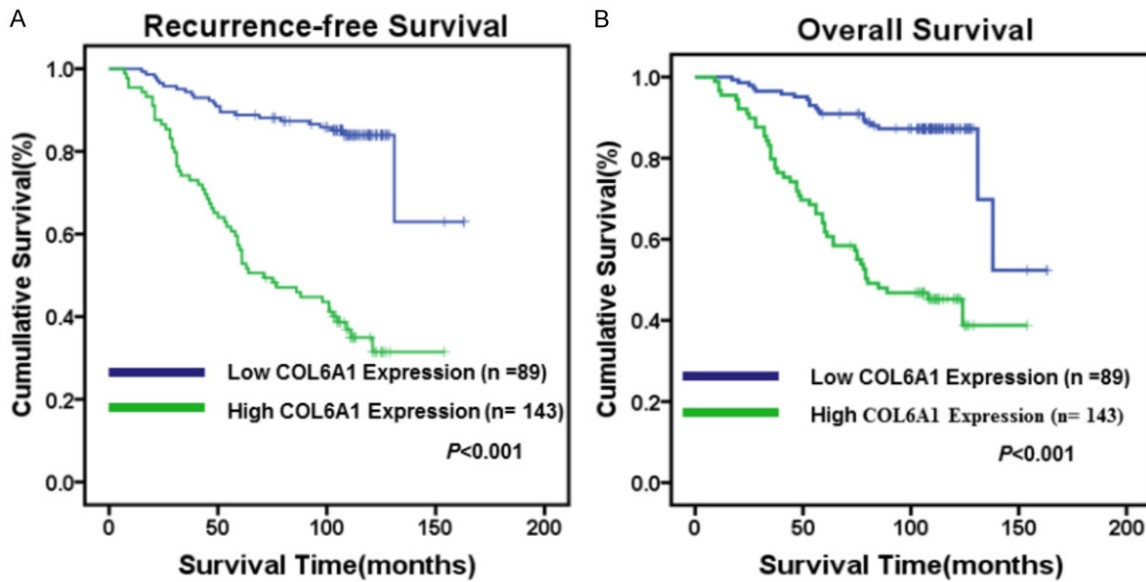 A
Recurrence-free Survival
Cumullative Survival(%)
1.0
0.8
0.6
0.4
0.2
0.0
Low COL6A1 Expression (n =89)
High COL6A1 Expression (n= 143)
P<0.001
0 50 100 150 200
Survival Time(months)
B
Overall Survival
Cumullative Survival(%)
1.0
0.8
0.6
0.4
0.2
0.0
Low COL6A1 Expression (n =89)
High COL6A1 Expression (n= 143)
P<0.001
0 50 100 150 200
Survival Time(months)